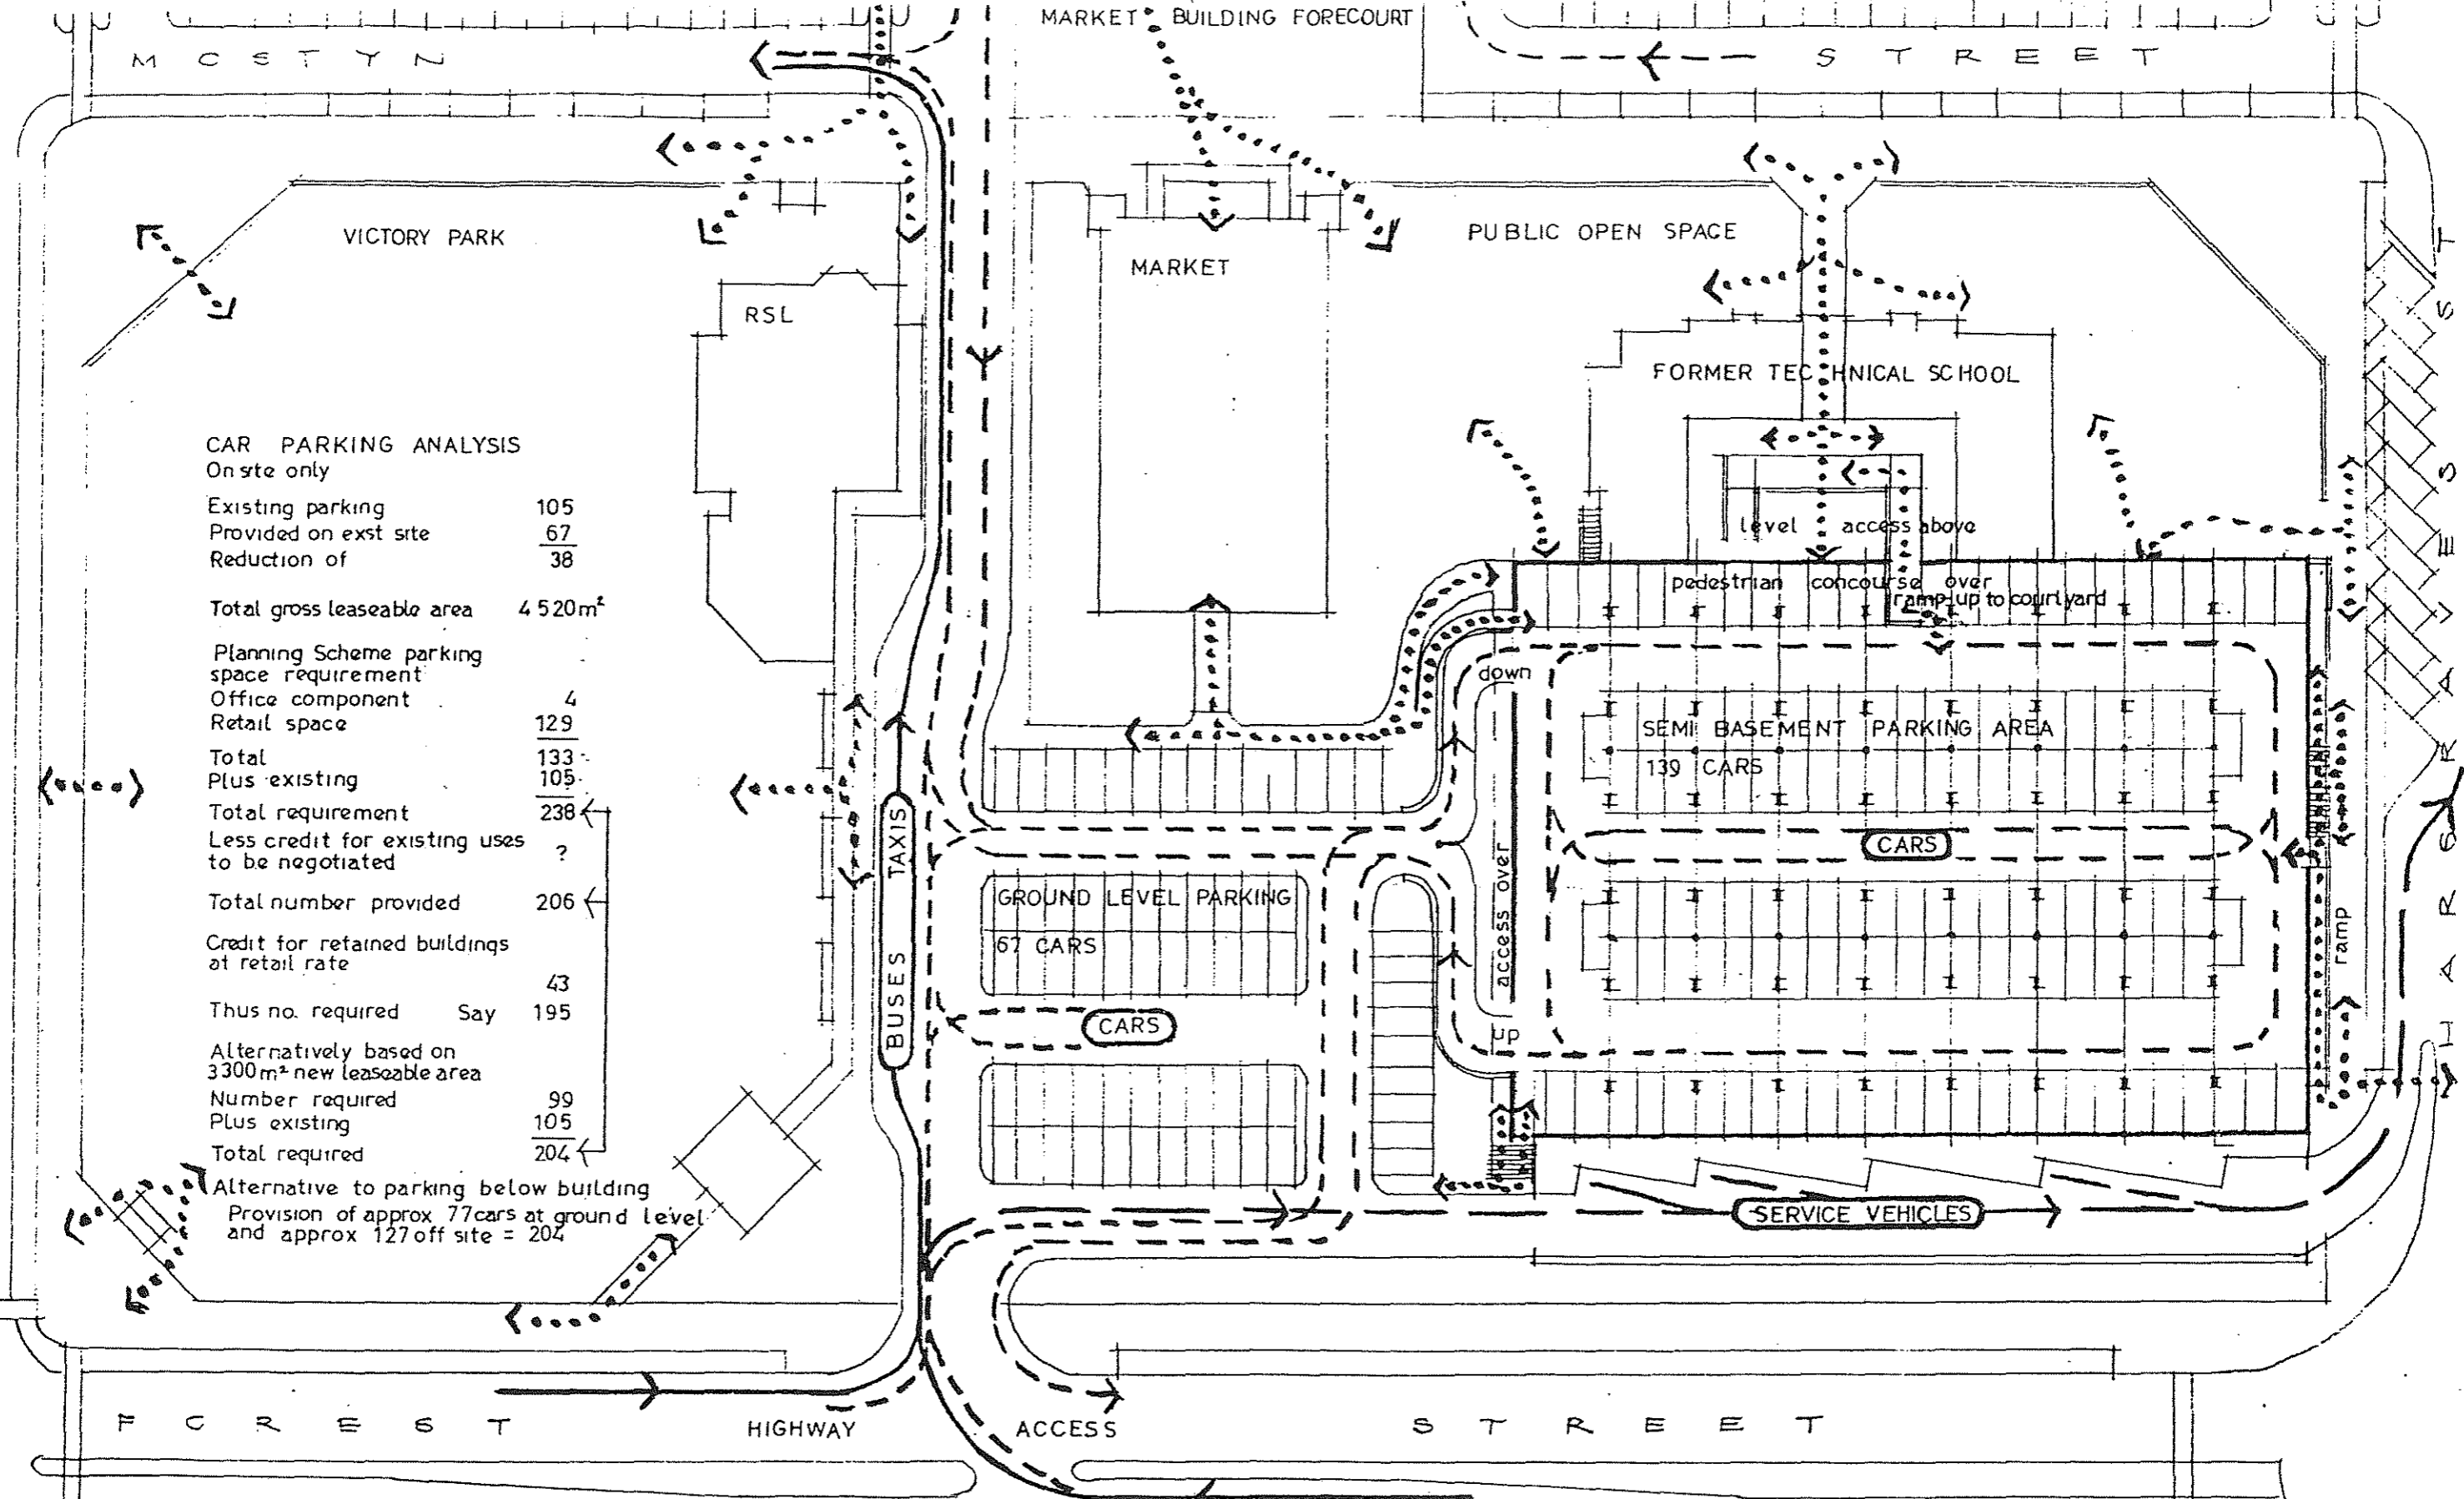 MARKET BUILDING FORECOURT
MOSTYN STREET
VICTORY PARK
PUBLIC OPEN SPACE
MARKET
RSL
FORMER TECHNICAL SCHOOL
CAR PARKING ANALYSIS
On site only
Existing parking 105
Provided on exst site 67
Reduction of 38
Total gross leaseable area 4 520m²
Planning Scheme parking
space requirement
Office component 4
Retail space 129
Total 133
Plus existing 105
Total requirement 238
Less credit for existing uses
to be negotiated ?
Total number provided 206
Credit for retained buildings
at retail rate
43
Thus no. required Say 195
Alternatively based on
3300m² new leaseable area
Number required 99
Plus existing 105
Total required 204
Alternative to parking below building
Provision of approx 77cars at ground level
and approx 127 off site = 204
level access above
pedestrian concourse over
ramp up to courtyard
down
SEMI BASEMENT PARKING AREA
139 CARS
CARS
access over
up
ramp
BUSES TAXIS
GROUND LEVEL PARKING
67 CARS
CARS
SERVICE VEHICLES
HARGRAVES ST
FOREST STREET
HIGHWAY ACCESS